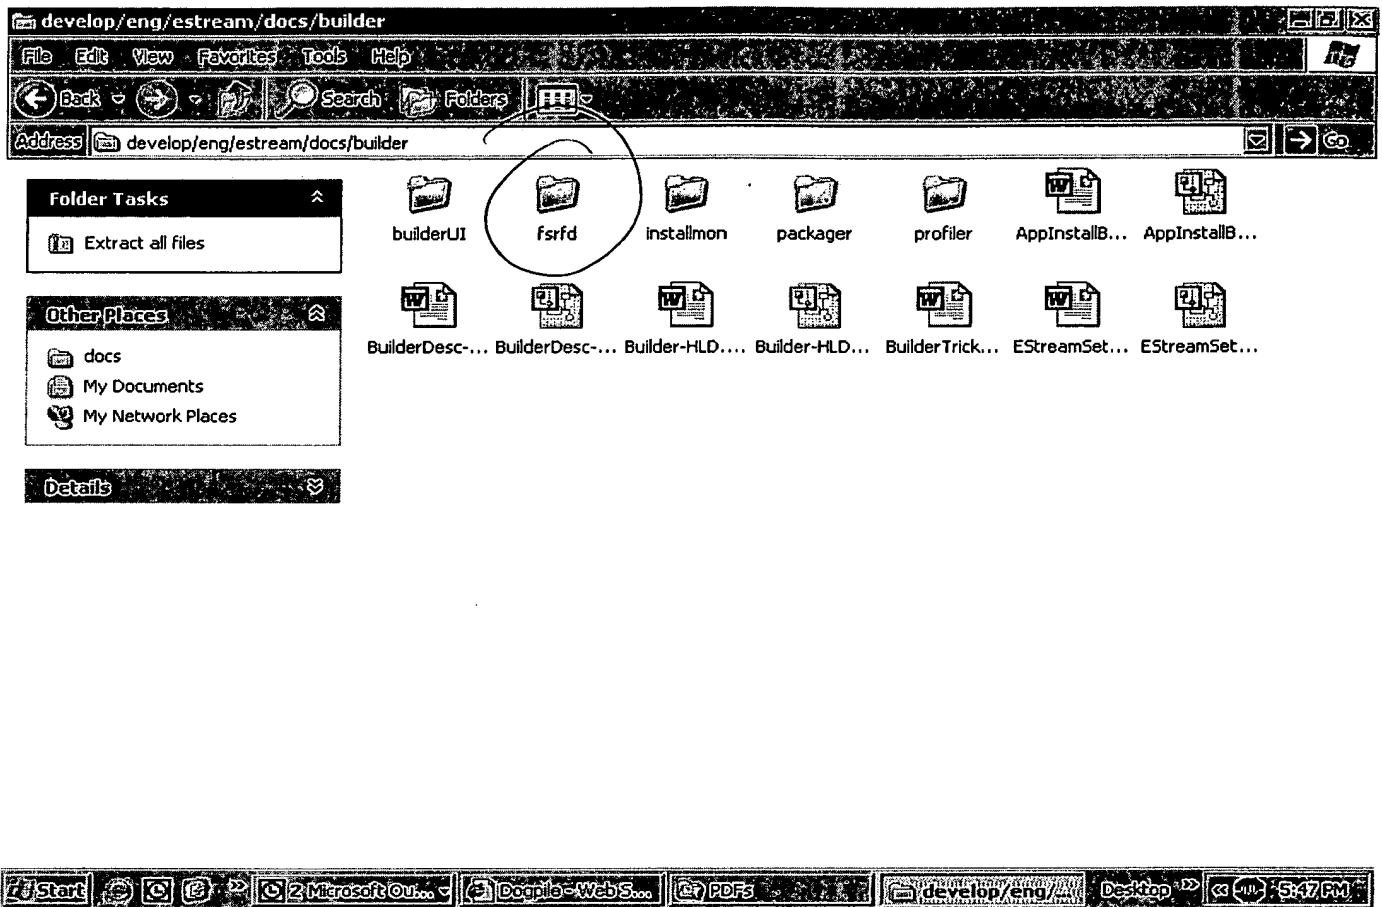 develop/eng/estream/docs/builder
File Edit View Favorites Tools Help
Back Search Folders
Address develop/eng/estream/docs/builder Go
Folder Tasks
Extract all files
Other Places
docs
My Documents
My Network Places
Details
builderUI fsrfd installmon packager profiler AppInstallB... AppInstallB...
BuilderDesc-... BuilderDesc-... Builder-HLD.... Builder-HLD... BuilderTrick... EStreamSet... EStreamSet...
Start 2 Microsoft Ou... Dogpile - Web S... PDFs develop/eng/... Desktop 5:47 PM